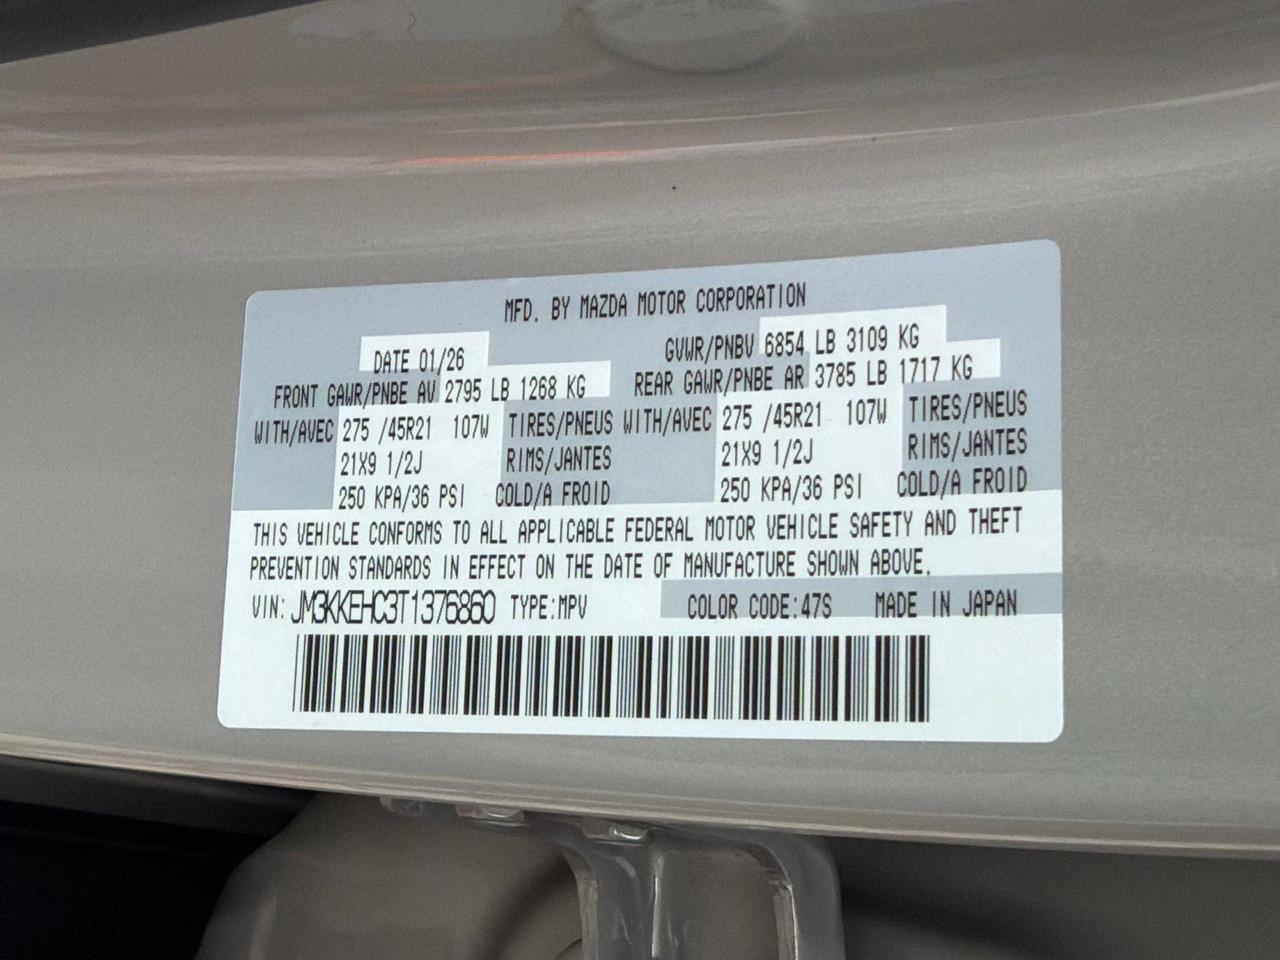 MFD. BY MAZDA MOTOR CORPORATION
DATE 01/26 GVWR/PNBV 6854 LB 3109 KG
FRONT GAWR/PNBE AV 2795 LB 1268 KG REAR GAWR/PNBE AR 3785 LB 1717 KG
WITH/AVEC 275 /45R21 107W TIRES/PNEUS WITH/AVEC 275 /45R21 107W TIRES/PNEUS
21X9 1/2J RIMS/JANTES 21X9 1/2J RIMS/JANTES
250 KPA/36 PSI COLD/A FROID 250 KPA/36 PSI COLD/A FROID
THIS VEHICLE CONFORMS TO ALL APPLICABLE FEDERAL MOTOR VEHICLE SAFETY AND THEFT
PREVENTION STANDARDS IN EFFECT ON THE DATE OF MANUFACTURE SHOWN ABOVE.
VIN: JM3KKEHC3T1376860 TYPE:MPV COLOR CODE:47S MADE IN JAPAN